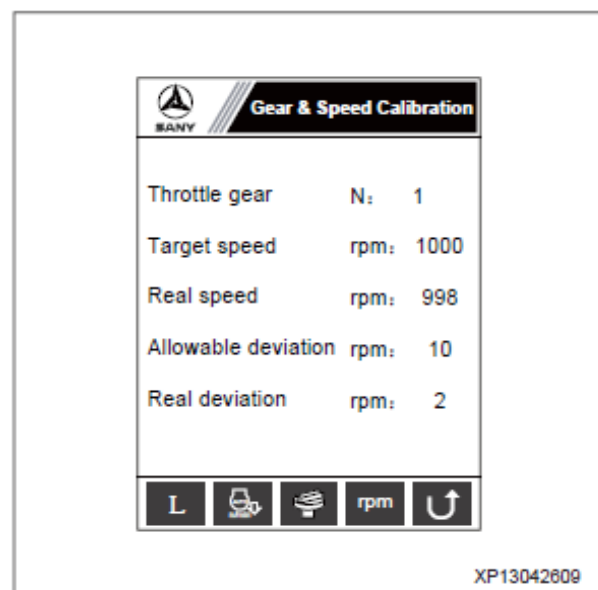 SANY
Gear & Speed Calibration
Throttle gear N: 1
Target speed rpm: 1000
Real speed rpm: 998
Allowable deviation rpm: 10
Real deviation rpm: 2
L rpm
XP13042609